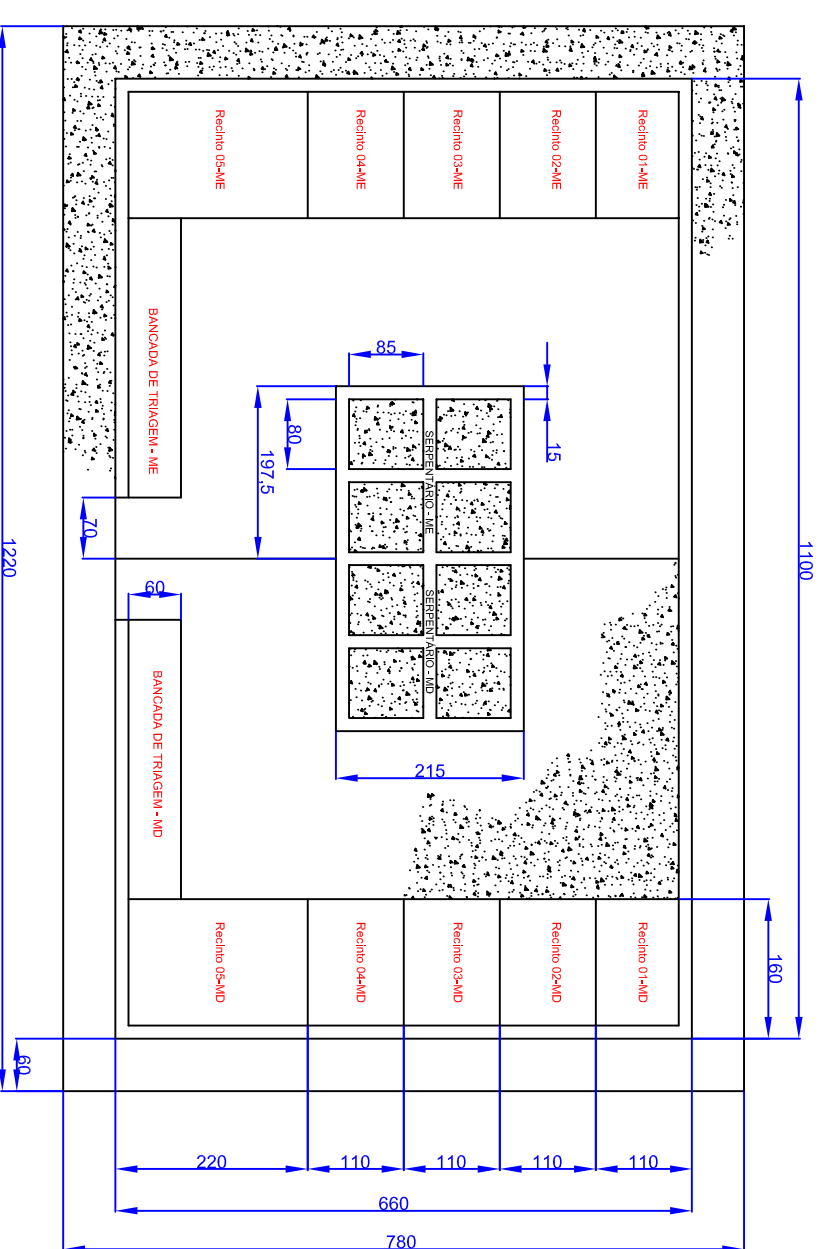 Recinto 05-ME
Recinto 04-ME
Recinto 03-ME
Recinto 02-ME
Recinto 01-ME
1100
BANCADA DE TRIAGEM - ME
85
15
80
197,5
SERPENTÁRIO - ME
70
1220
60
SERPENTÁRIO - MD
BANCADA DE TRIAGEM - MD
215
Recinto 05-MD
Recinto 04-MD
Recinto 03-MD
Recinto 02-MD
Recinto 01-MD
160
60
220
110
110
110
110
660
780